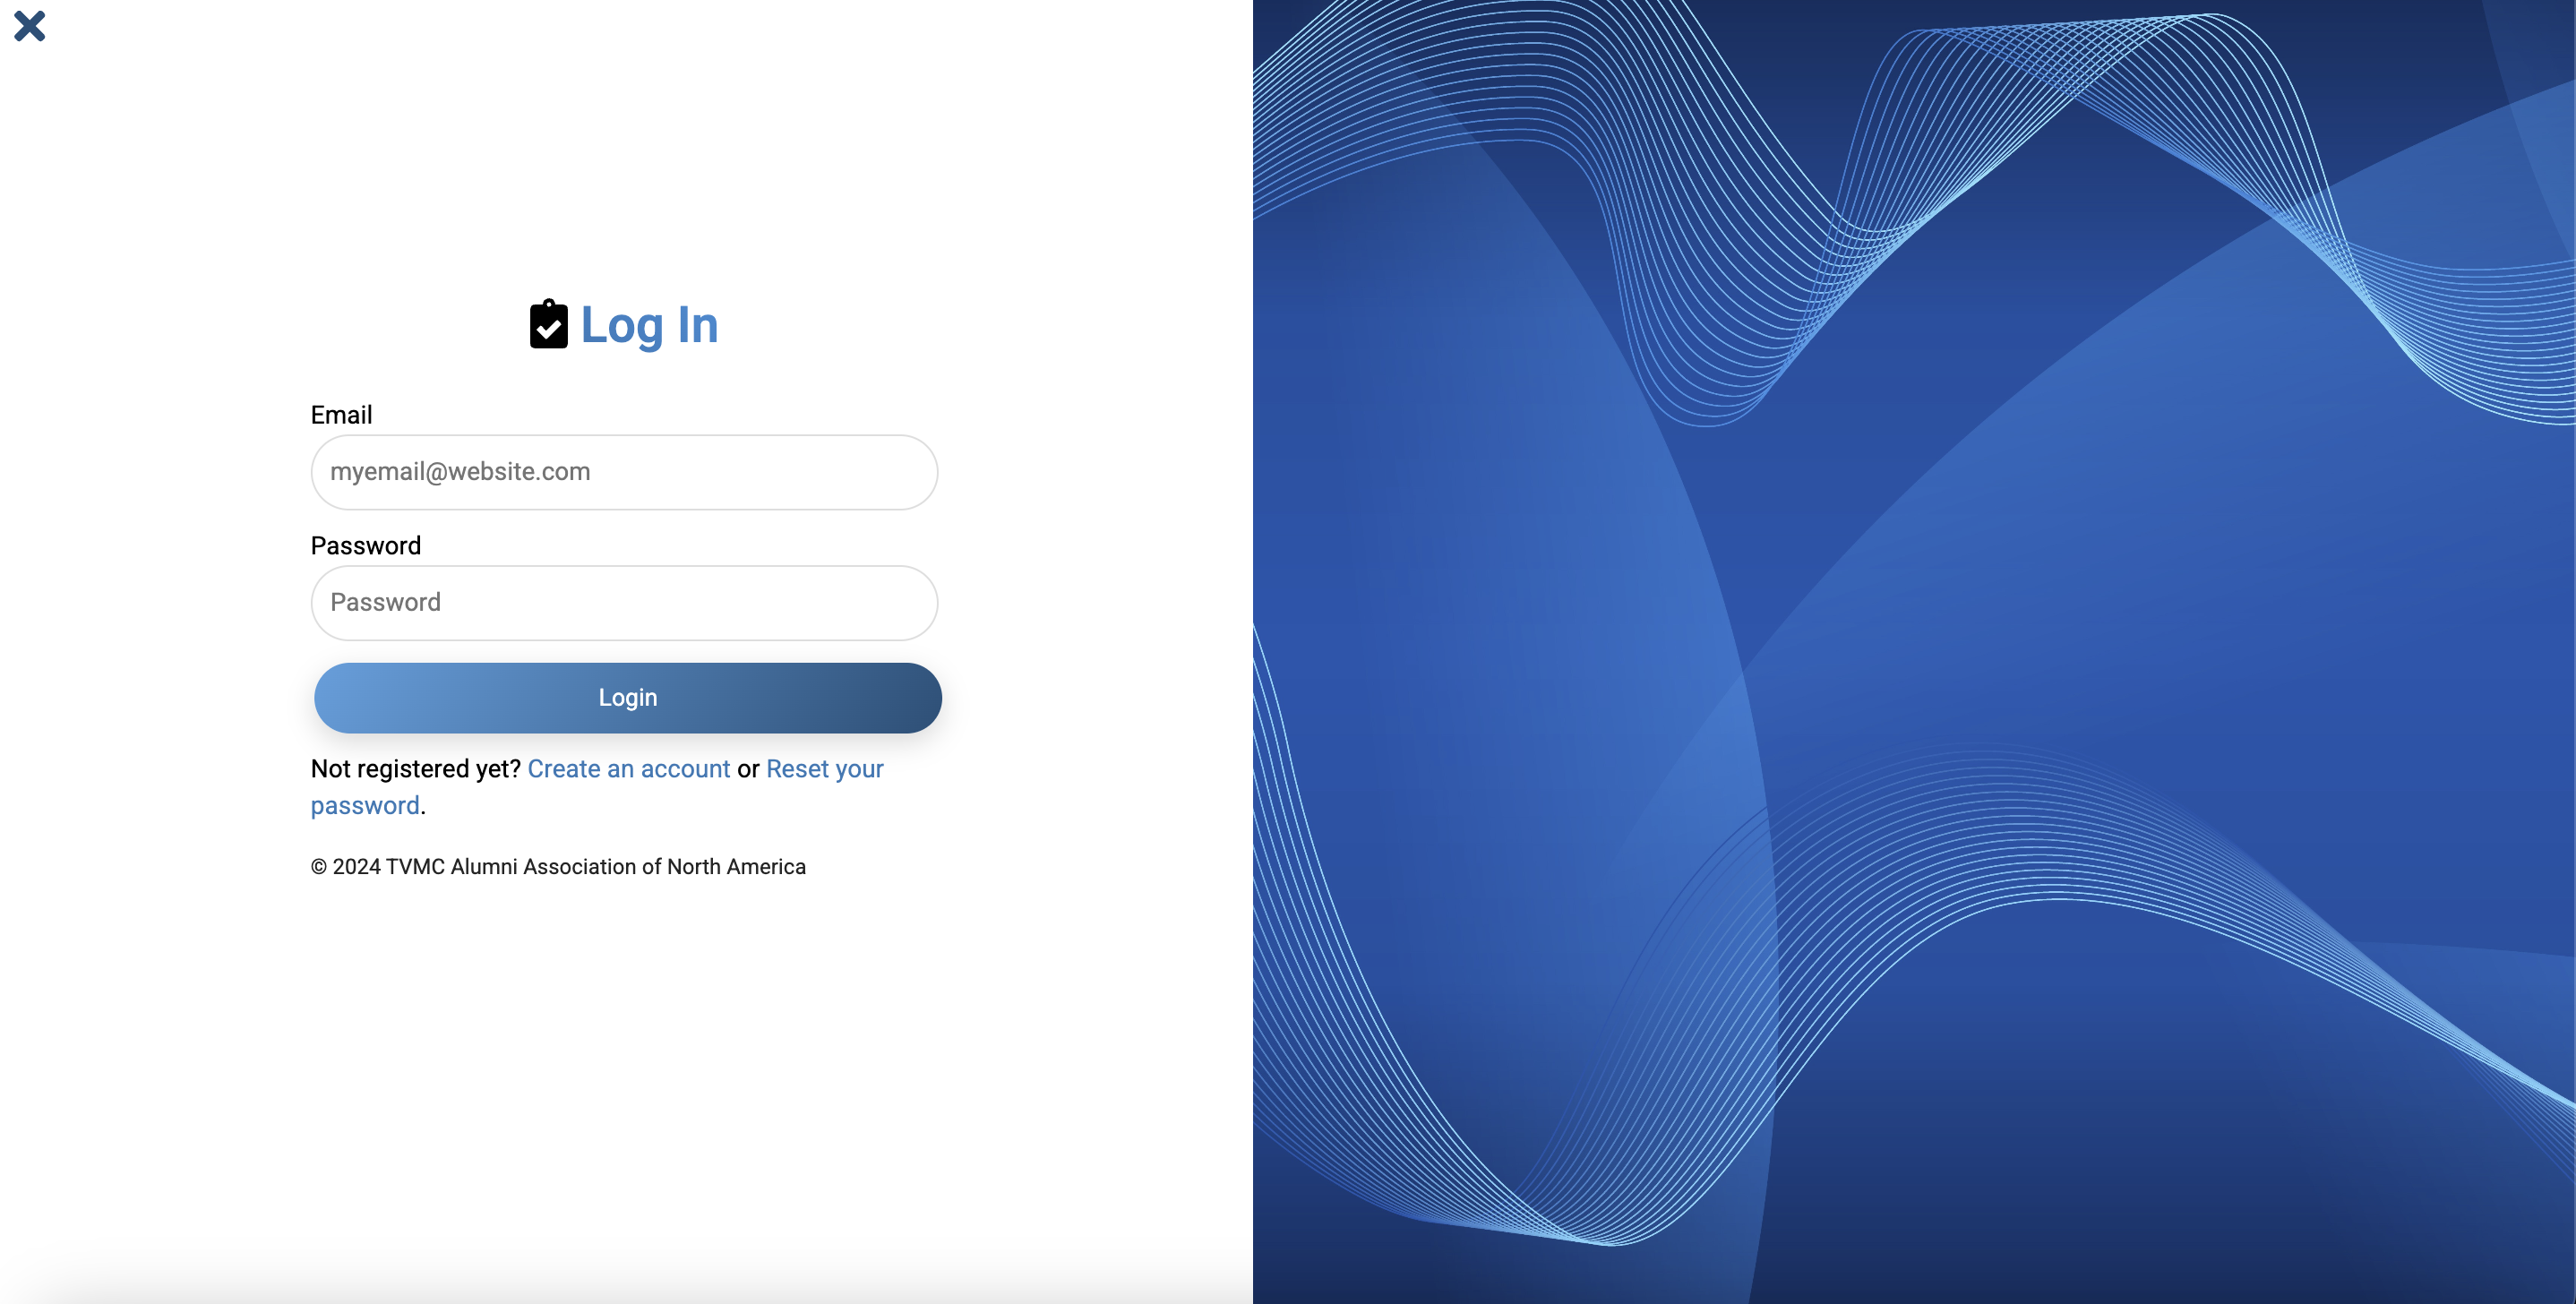 Log In
Email
myemail@website.com
Password
Password
Login
Not registered yet? Create an account or Reset your
password.
© 2024 TVMC Alumni Association of North America